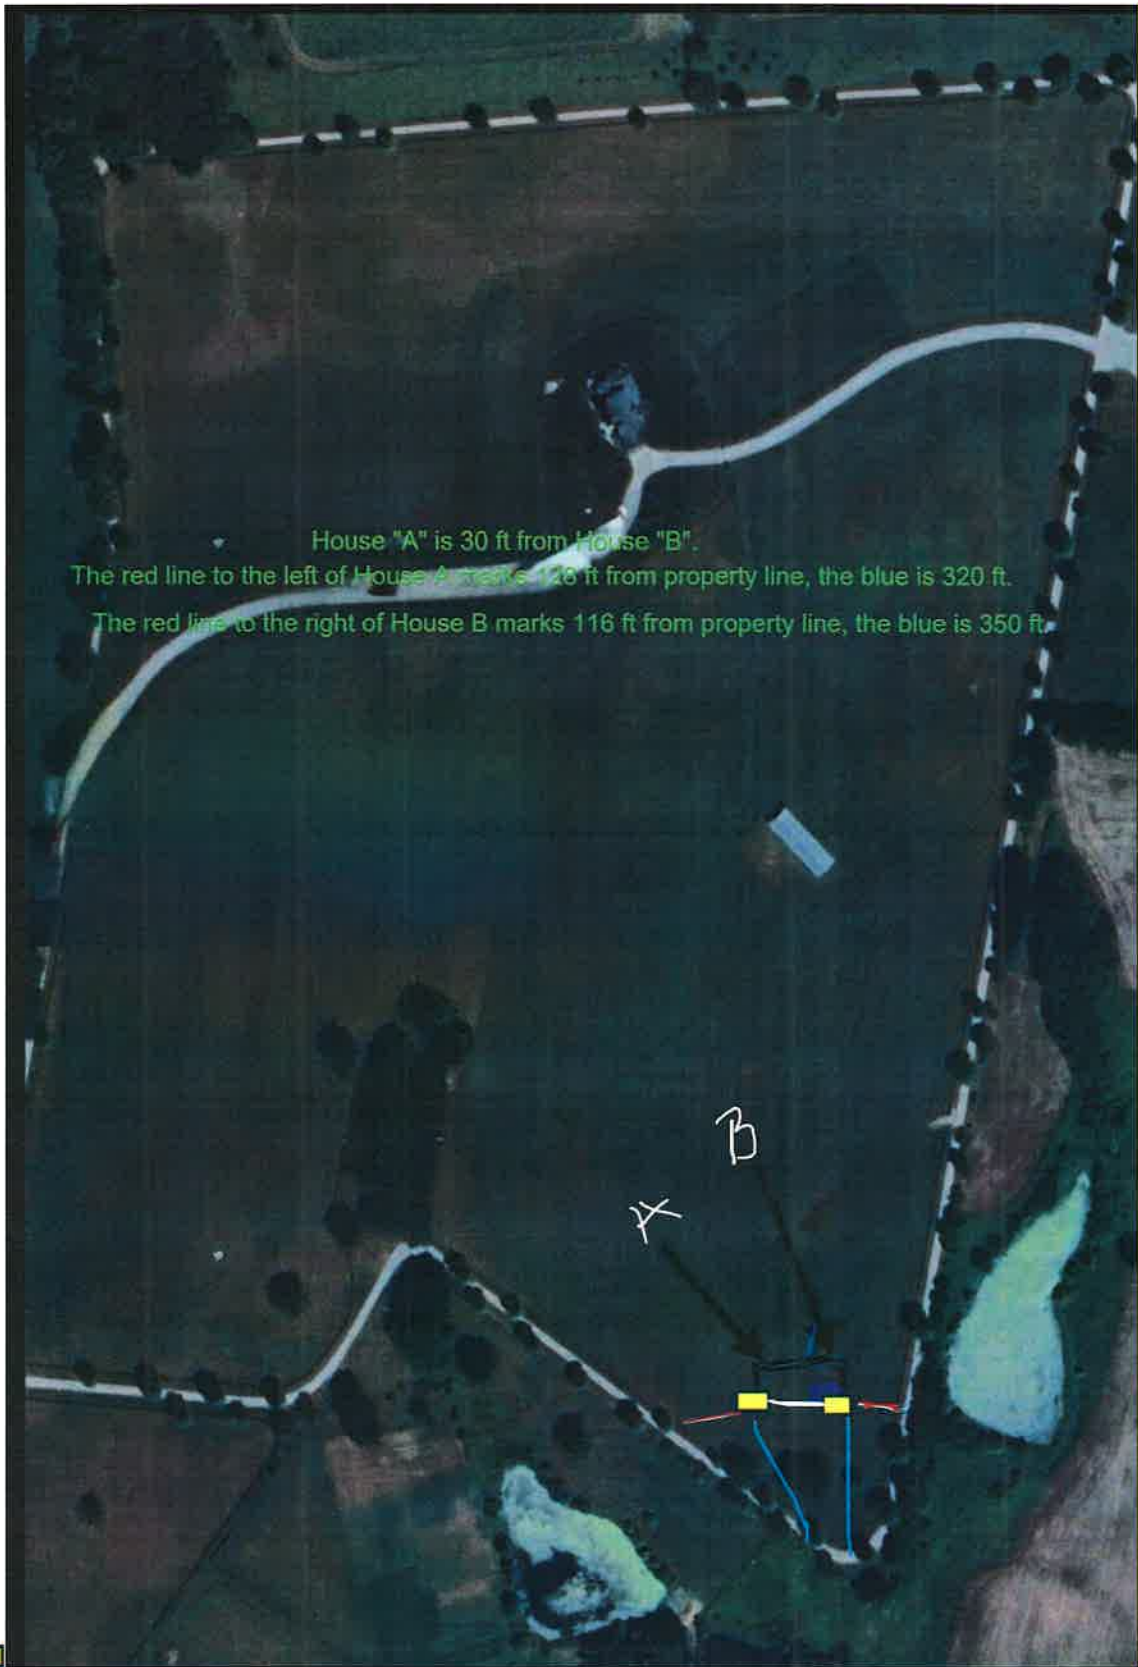 House "A" is 30 ft from House "B".
The red line to the left of House A marks 128 ft from property line, the blue is 320 ft.
The red line to the right of House B marks 116 ft from property line, the blue is 350 ft.
B
A